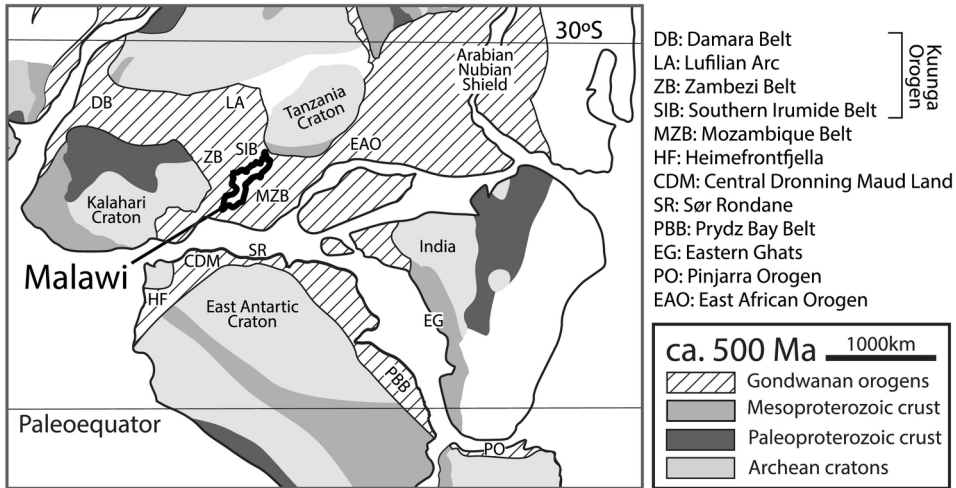 30ºS
Arabian
Nubian
Shield
DB
LA
Tanzania
Craton
ZB
SIB
EAO
MZB
Kalahari
Craton
Malawi
India
CDM
SR
HF
East Antarctic
Craton
EG
PBB
Paleoequator
PO
DB: Damara Belt
LA: Lufilian Arc
ZB: Zambezi Belt
SIB: Southern Irumide Belt
Kuunga
Orogen
MZB: Mozambique Belt
HF: Heimefrontfjella
CDM: Central Dronning Maud Land
SR: Sør Rondane
PBB: Prydz Bay Belt
EG: Eastern Ghats
PO: Pinjarra Orogen
EAO: East African Orogen
ca. 500 Ma
1000km
Gondwanan orogens
Mesoproterozoic crust
Paleoproterozoic crust
Archean cratons